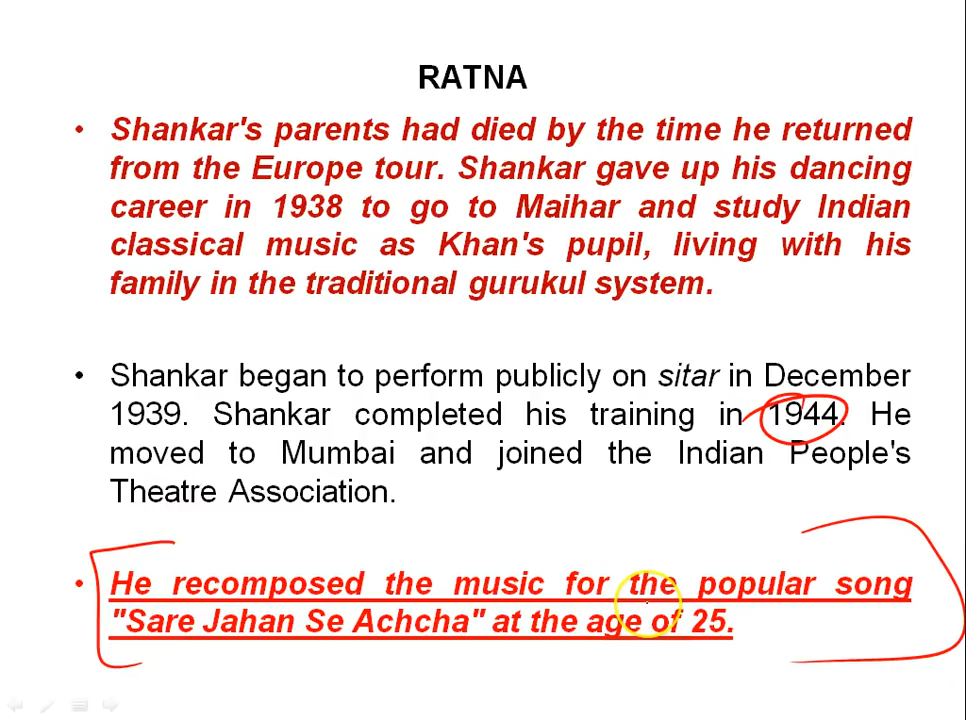 RATNA
• Shankar's parents had died by the time he returned
from the Europe tour. Shankar gave up his dancing
career in 1938 to go to Maihar and study Indian
classical music as Khan's pupil, living with his
family in the traditional gurukul system.
• Shankar began to perform publicly on sitar in December
1939. Shankar completed his training in 1944. He
moved to Mumbai and joined the Indian People's
Theatre Association.
• He recomposed the music for the popular song
"Sare Jahan Se Achcha" at the age of 25.